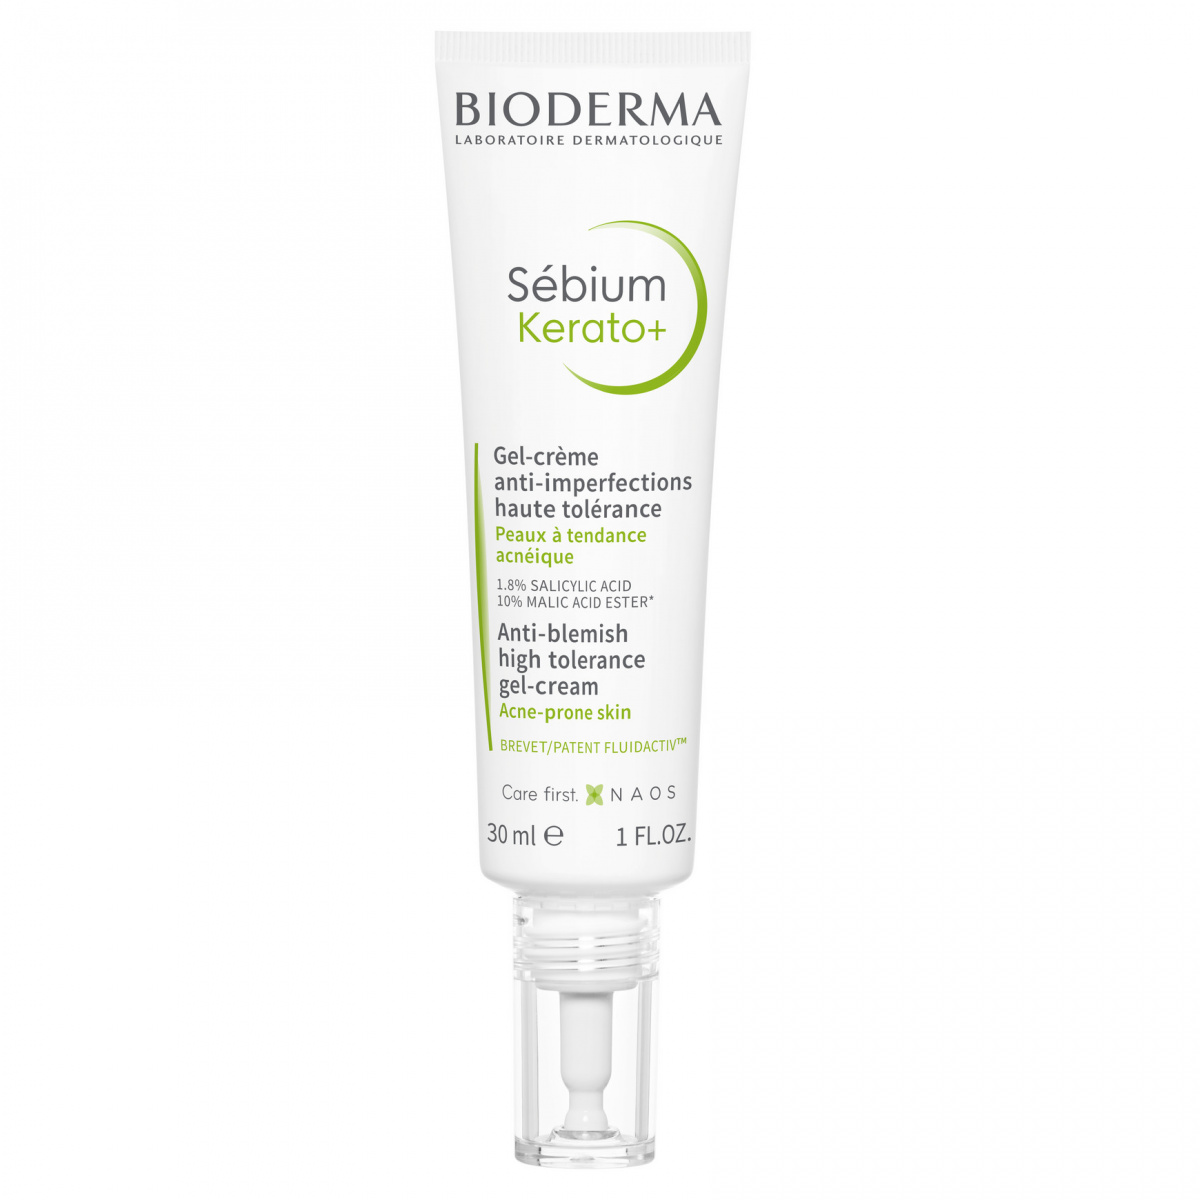 BIODERMA
LABORATOIRE DERMATOLOGIQUE
Sébium
Kerato+
Gel-crème
anti-imperfections
haute tolérance
Peaux à tendance
acnéique
1.8% SALICYLIC ACID
10% MALIC ACID ESTER*
Anti-blemish
high tolerance
gel-cream
Acne-prone skin
BREVET/PATENT FLUIDACTIV™
Care first. NAOS
30 ml ℮ 1 FL.OZ.